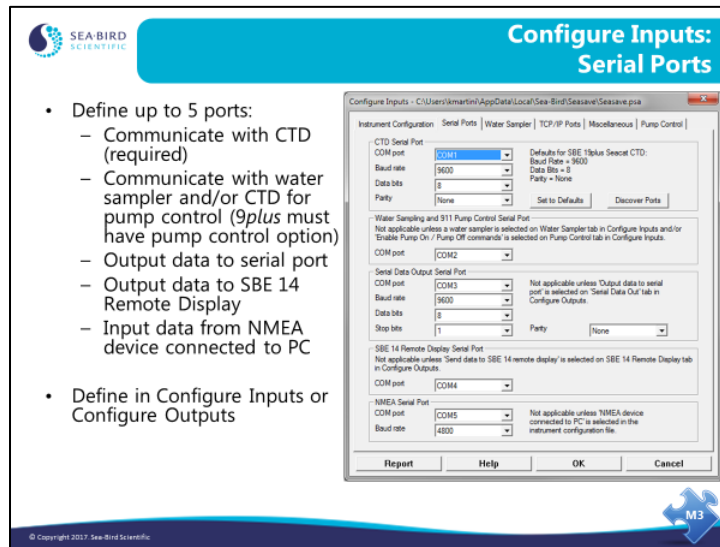 SEA·BIRD
SCIENTIFIC
Configure Inputs:
Serial Ports
• Define up to 5 ports:
– Communicate with CTD
(required)
– Communicate with water
sampler and/or CTD for
pump control (9plus must
have pump control option)
– Output data to serial port
– Output data to SBE 14
Remote Display
– Input data from NMEA
device connected to PC
• Define in Configure Inputs or
Configure Outputs
Configure Inputs - C:\Users\kmartini\AppData\Local\Sea-Bird\Seasave\Seasave.psa
Instrument Configuration Serial Ports Water Sampler TCP/IP Ports Miscellaneous Pump Control
CTD Serial Port
COM port COM1
Baud rate 9600
Data bits 8
Parity None
Defaults for SBE 19plus Seacat CTD:
Baud Rate = 9600
Data Bits = 8
Parity = None
Set to Defaults Discover Ports
Water Sampling and 911 Pump Control Serial Port
Not applicable unless a water sampler is selected on Water Sampler tab in Configure Inputs and/or
'Enable Pump On / Pump Off commands' is selected on Pump Control tab in Configure Inputs.
COM port COM2
Serial Data Output Serial Port
COM port COM3
Baud rate 9600
Data bits 8
Stop bits 1
Not applicable unless 'Output data to serial
port' is selected on 'Serial Data Out' tab in
Configure Outputs.
Parity None
SBE 14 Remote Display Serial Port
Not applicable unless 'Send data to SBE 14 remote display' is selected on SBE 14 Remote Display tab
in Configure Outputs.
COM port COM4
NMEA Serial Port
COM port COM5
Baud rate 4800
Not applicable unless 'NMEA device
connected to PC' is selected in the
instrument configuration file.
Report Help OK Cancel
M3
© Copyright 2017. Sea-Bird Scientific